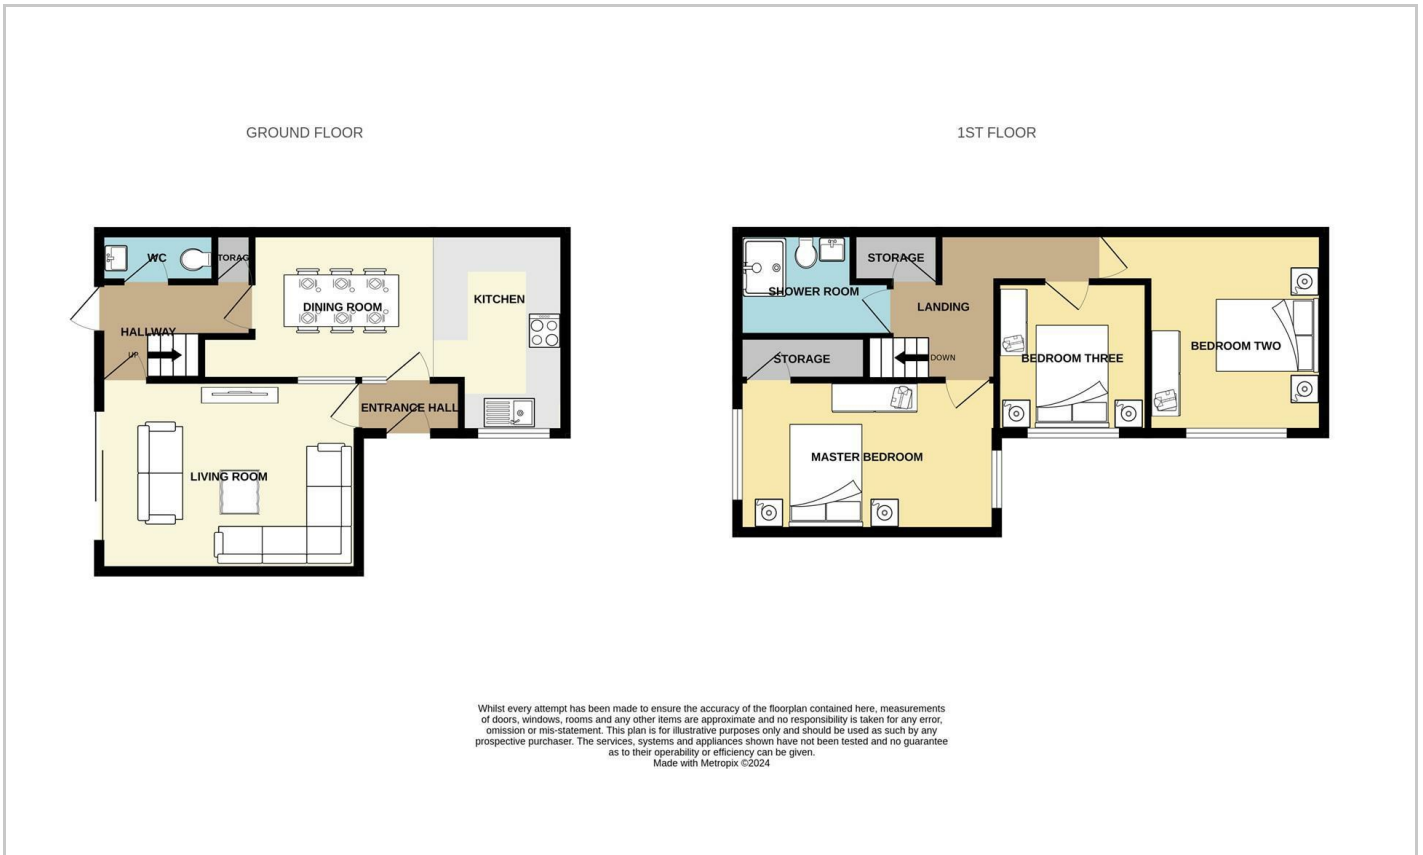 GROUND FLOOR
WC
TORAG
DINING ROOM
KITCHEN
HALLWAY
UP
ENTRANCE HALL
LIVING ROOM
1ST FLOOR
STORAGE
SHOWER ROOM
LANDING
BEDROOM TWO
STORAGE
DOWN
BEDROOM THREE
MASTER BEDROOM
Whilst every attempt has been made to ensure the accuracy of the floorplan contained here, measurements
of doors, windows, rooms and any other items are approximate and no responsibility is taken for any error,
omission or mis-statement. This plan is for illustrative purposes only and should be used as such by any
prospective purchaser. The services, systems and appliances shown have not been tested and no guarantee
as to their operability or efficiency can be given.
Made with Metropix ©2024